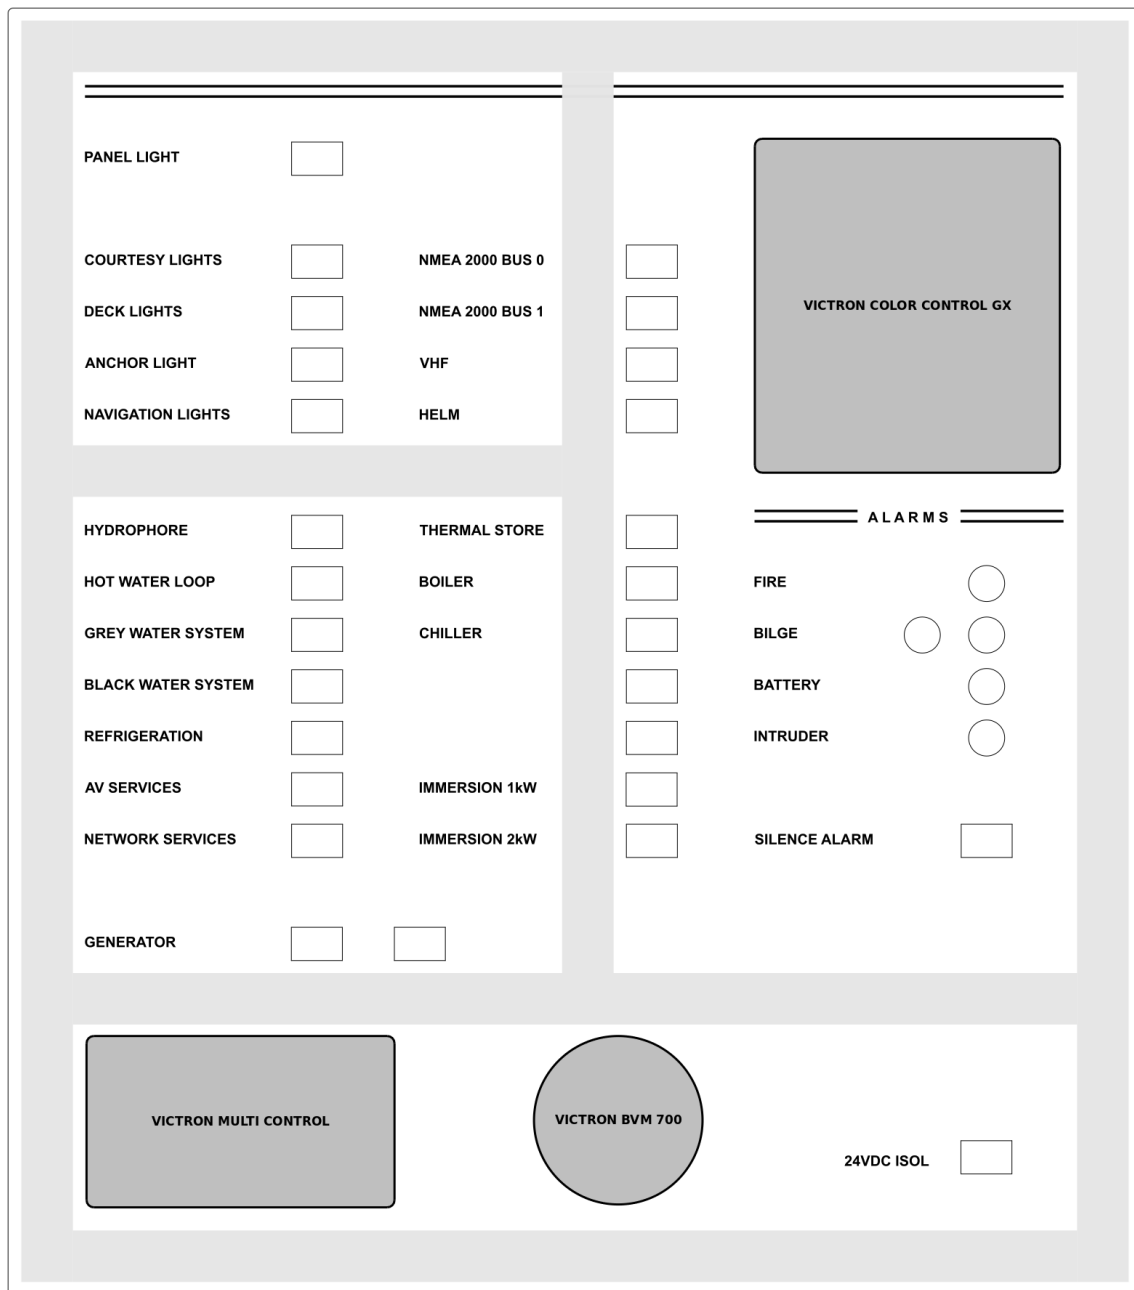 PANEL LIGHT
COURTESY LIGHTS
DECK LIGHTS
ANCHOR LIGHT
NAVIGATION LIGHTS
NMEA 2000 BUS 0
NMEA 2000 BUS 1
VHF
HELM
VICTRON COLOR CONTROL GX
HYDROPHORE
HOT WATER LOOP
GREY WATER SYSTEM
BLACK WATER SYSTEM
REFRIGERATION
AV SERVICES
NETWORK SERVICES
GENERATOR
THERMAL STORE
BOILER
CHILLER
IMMERSION 1kW
IMMERSION 2kW
ALARMS
FIRE
BILGE
BATTERY
INTRUDER
SILENCE ALARM
VICTRON MULTI CONTROL
VICTRON BVM 700
24VDC ISOL